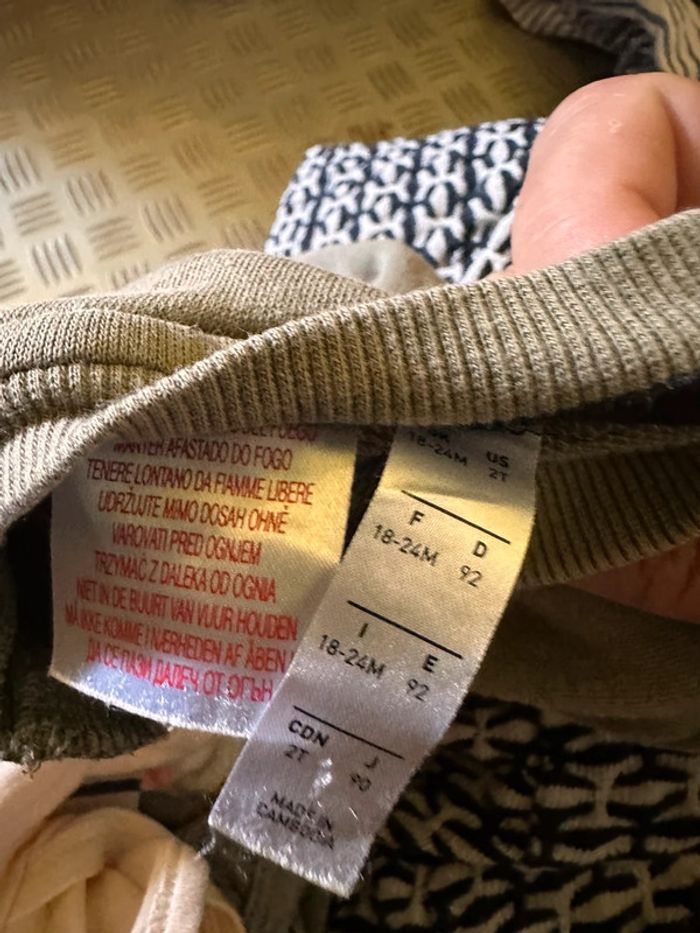 MANTER AFASTADO DO FOGO
TENERE LONTANO DA FIAMME LIBERE
UDRŽUJTE MIMO DOSAH OHNĚ
VAROVATI PRED OGNJEM
TRZYMAĆ Z DALEKA OD OGNIA
NET IN DE BUURT VAN VUUR HOUDEN
MÅ IKKE KOMME I NÆRHEDEN AF ÅBEN
ДА СЕ ПАЗИ ДАЛЕЧ ОТ ОГЪН
UK US
18-24M 2T
F D
18-24M 92
I E
18-24M 92
CDN J
2T 90
MADE IN
CAMBODIA